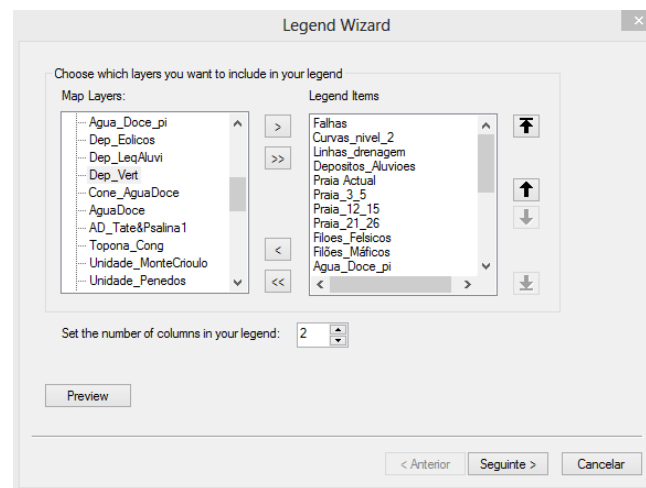 Legend Wizard
Choose which layers you want to include in your legend
Map Layers:
Agua_Doce_pi
Dep_Eolicos
Dep_LeqAluvi
Dep_Vert
Cone_AguaDoce
AguaDoce
AD_Tate&Psalina1
Topona_Cong
Unidade_MonteCrioulo
Unidade_Penedos
>
>>
<
<<
Legend Items
Falhas
Curvas_nivel_2
Linhas_drenagem
Depositos_Aluvioes
Praia Actual
Praia_3_5
Praia_12_15
Praia_21_26
Filoes_Felsicos
Filões_Máficos
Agua_Doce_pi
Set the number of columns in your legend: 2
Preview
< Anterior Seguinte > Cancelar